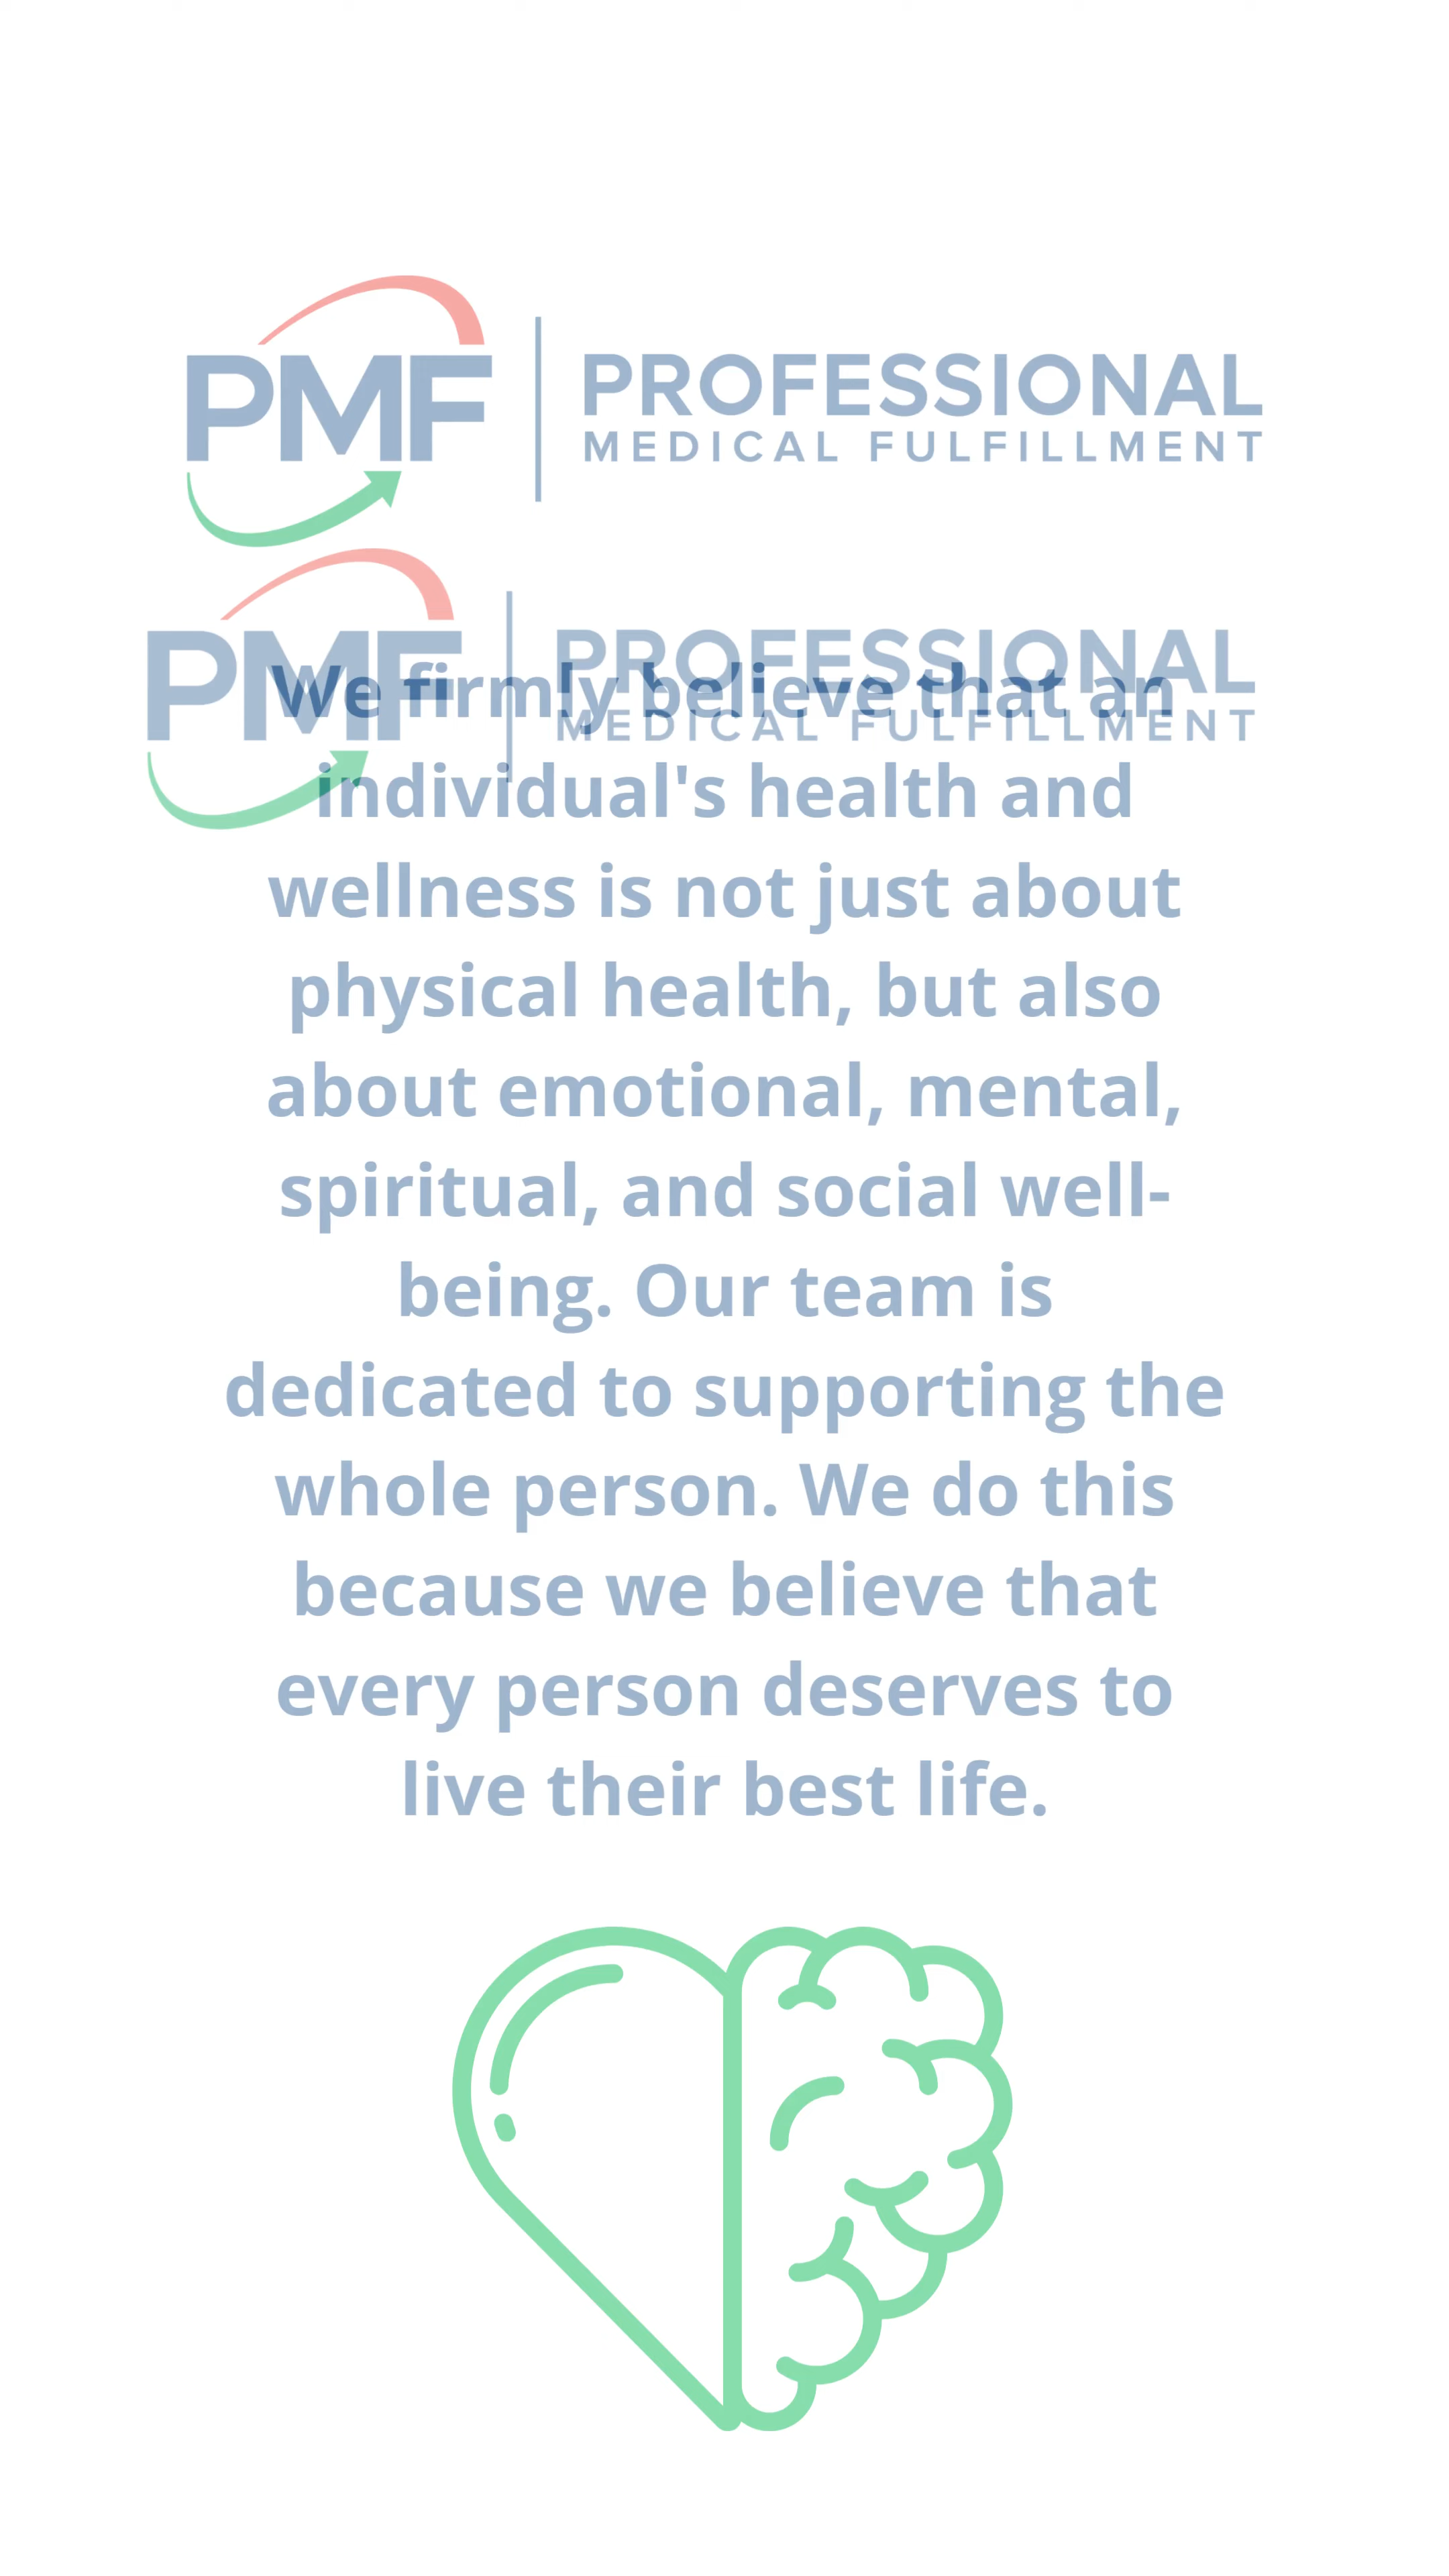 PMF
PROFESSIONAL
MEDICAL FULFILLMENT
PMF
PROFESSIONAL
MEDICAL FULFILLMENT
We firmly believe that an
individual's health and
wellness is not just about
physical health, but also
about emotional, mental,
spiritual, and social well-
being. Our team is
dedicated to supporting the
whole person. We do this
because we believe that
every person deserves to
live their best life.